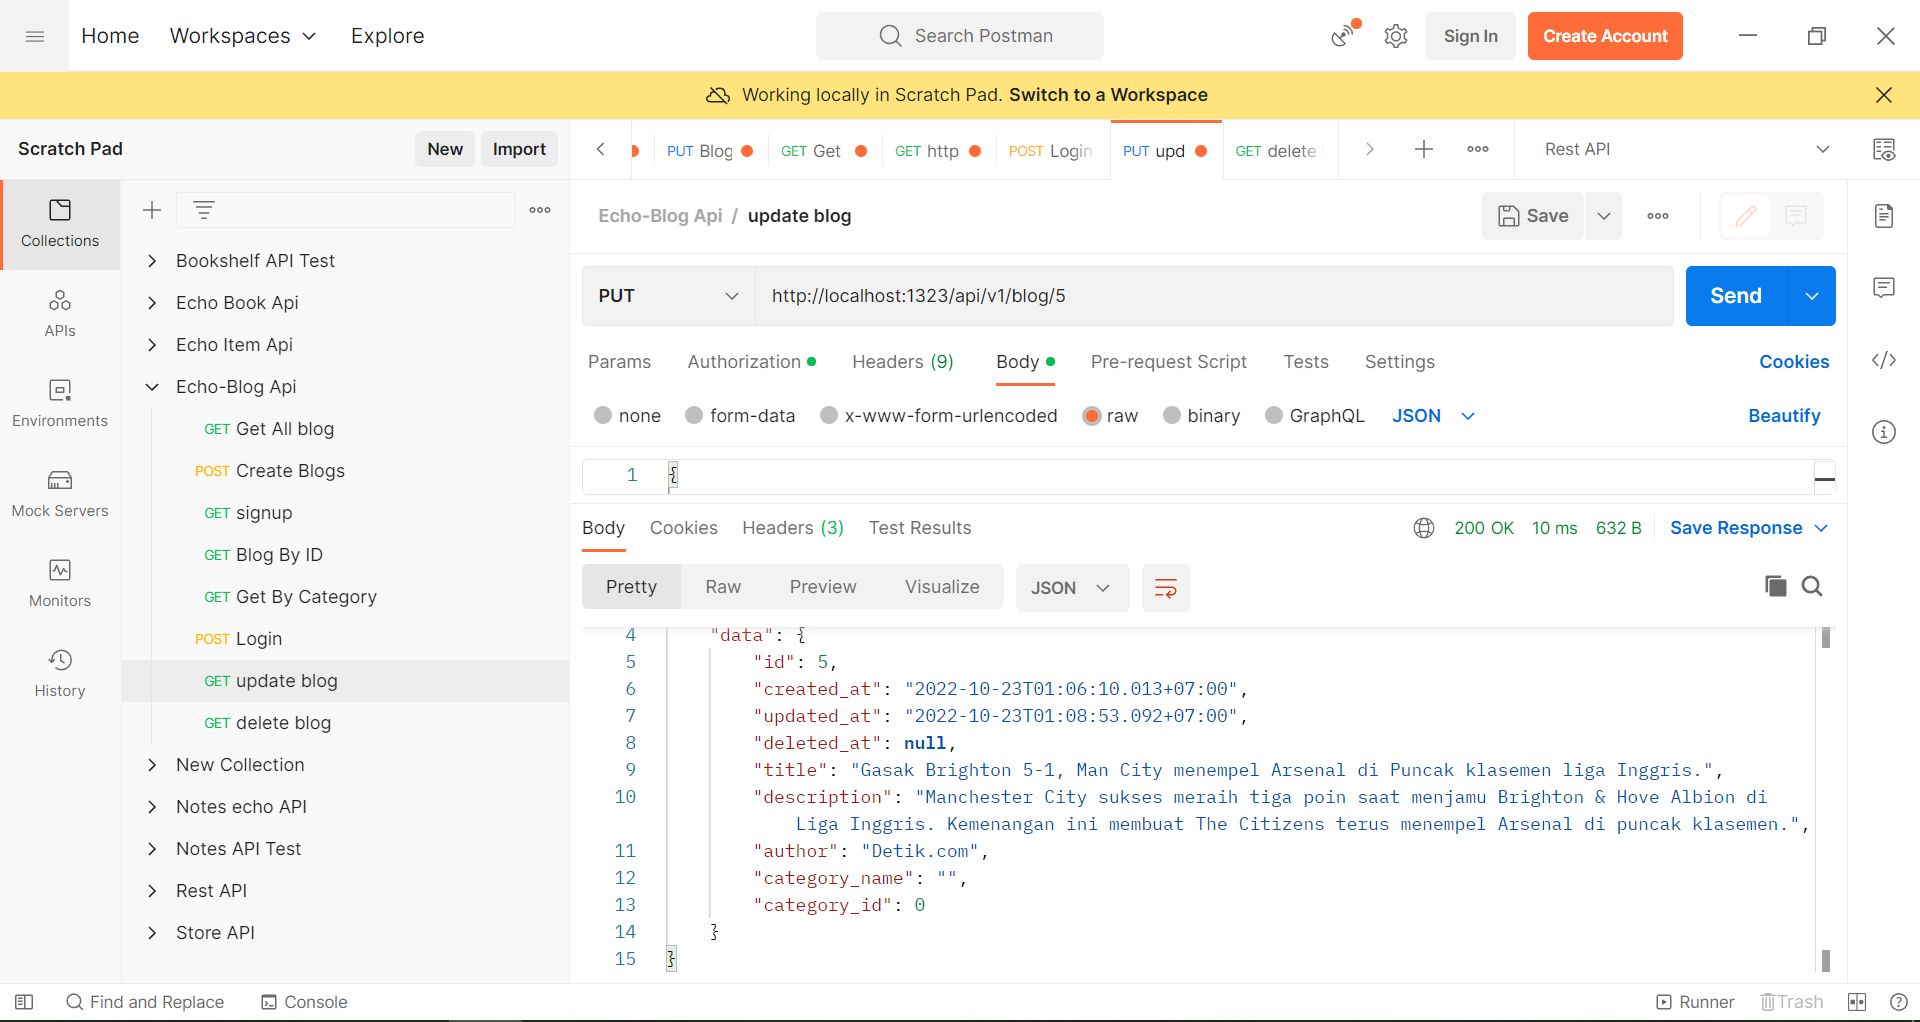 Home
Workspaces
Explore
Search Postman
Sign In
Create Account
Working locally in Scratch Pad. Switch to a Workspace
Scratch Pad
New
Import
PUT Blog
GET Get
GET http
POST Login
PUT upd
GET delete
Rest API
Collections
APIs
Environments
Mock Servers
Monitors
History
Bookshelf API Test
Echo Book Api
Echo Item Api
Echo-Blog Api
GET Get All blog
POST Create Blogs
GET signup
GET Blog By ID
GET Get By Category
POST Login
GET update blog
GET delete blog
New Collection
Notes echo API
Notes API Test
Rest API
Store API
Echo-Blog Api / update blog
Save
PUT
http://localhost:1323/api/v1/blog/5
Send
Params
Authorization
Headers (9)
Body
Pre-request Script
Tests
Settings
Cookies
none
form-data
x-www-form-urlencoded
raw
binary
GraphQL
JSON
Beautify
1 {
Body
Cookies
Headers (3)
Test Results
200 OK
10 ms
632 B
Save Response
Pretty
Raw
Preview
Visualize
JSON
4 "data": {
5 "id": 5,
6 "created_at": "2022-10-23T01:06:10.013+07:00",
7 "updated_at": "2022-10-23T01:08:53.092+07:00",
8 "deleted_at": null,
9 "title": "Gasak Brighton 5-1, Man City menempel Arsenal di Puncak klasemen liga Inggris.",
10 "description": "Manchester City sukses meraih tiga poin saat menjamu Brighton & Hove Albion di
Liga Inggris. Kemenangan ini membuat The Citizens terus menempel Arsenal di puncak klasemen.",
11 "author": "Detik.com",
12 "category_name": "",
13 "category_id": 0
14 }
15 }
Find and Replace
Console
Runner
Trash